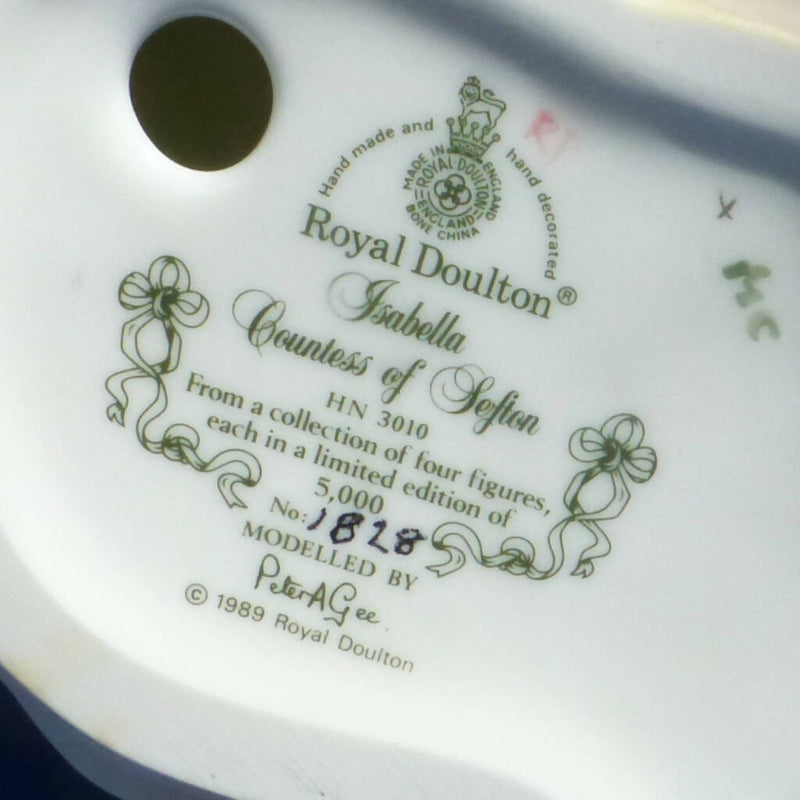 Hand made and hand decorated
MADE IN ENGLAND
ROYAL·DOULTON
ENGLAND
BONE CHINA
Royal Doulton®
Isabella
Countess of Sefton
HN 3010
From a collection of four figures,
each in a limited edition of
5,000
No: 1828
MODELLED BY
Peter A Gee.
© 1989 Royal Doulton
x
MC